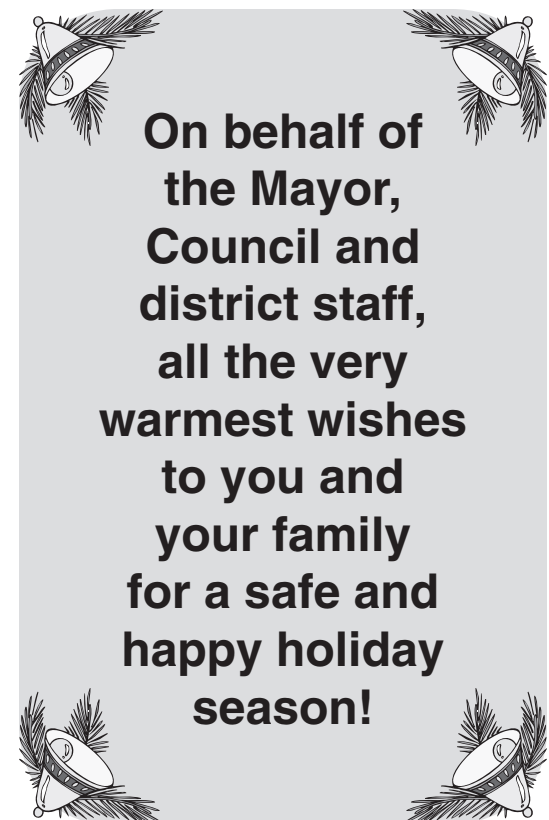 On behalf of
the Mayor,
Council and
district staff,
all the very
warmest wishes
to you and
your family
for a safe and
happy holiday
season!